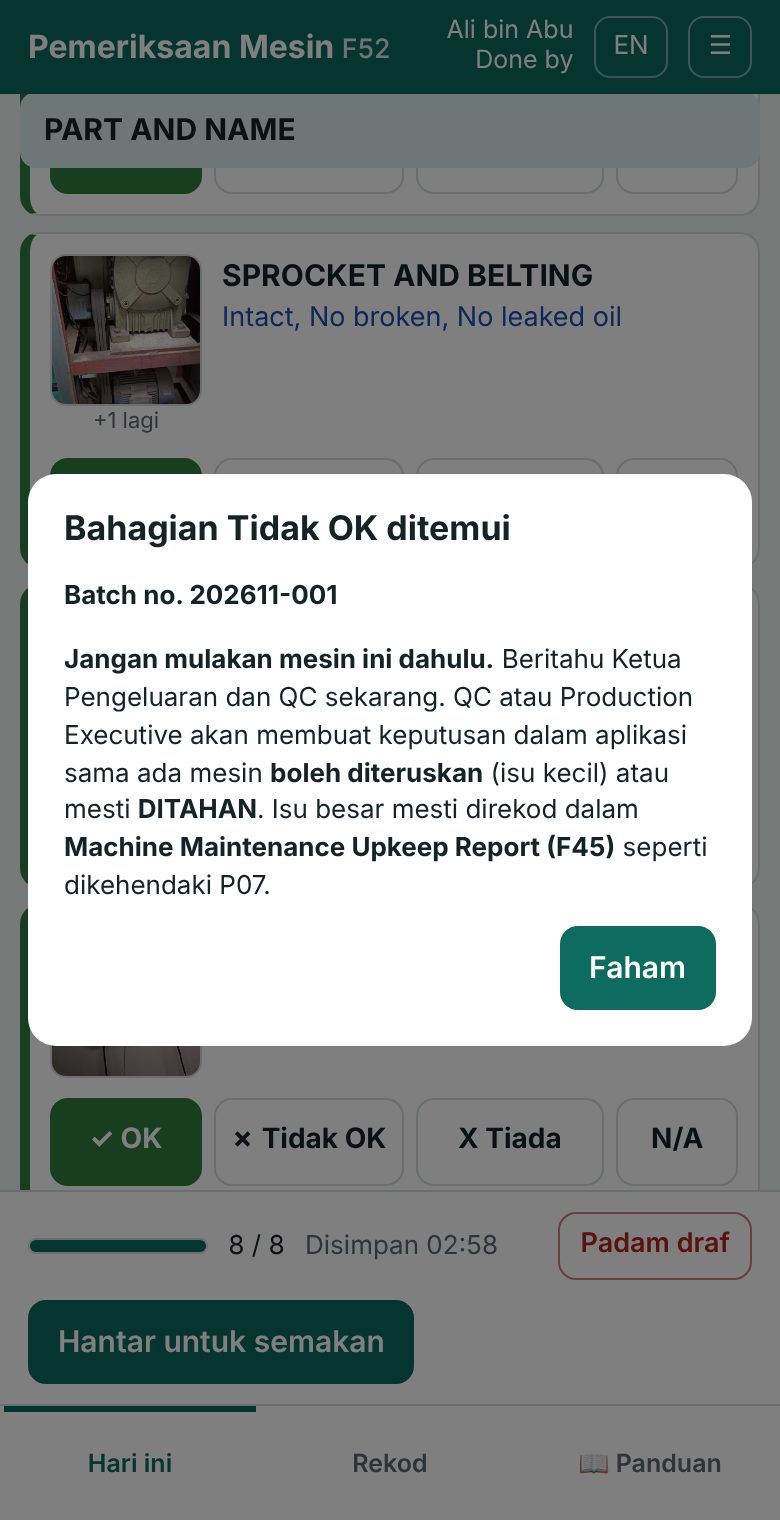 Pemeriksaan Mesin F52
Ali bin Abu
Done by
EN
☰
PART AND NAME
SPROCKET AND BELTING
Intact, No broken, No leaked oil
+1 lagi
Bahagian Tidak OK ditemui
Batch no. 202611-001
Jangan mulakan mesin ini dahulu. Beritahu Ketua
Pengeluaran dan QC sekarang. QC atau Production
Executive akan membuat keputusan dalam aplikasi
sama ada mesin boleh diteruskan (isu kecil) atau
mesti DITAHAN. Isu besar mesti direkod dalam
Machine Maintenance Upkeep Report (F45) seperti
dikehendaki P07.
Faham
✓ OK
× Tidak OK
X Tiada
N/A
8 / 8
Disimpan 02:58
Padam draf
Hantar untuk semakan
Hari ini
Rekod
📖 Panduan